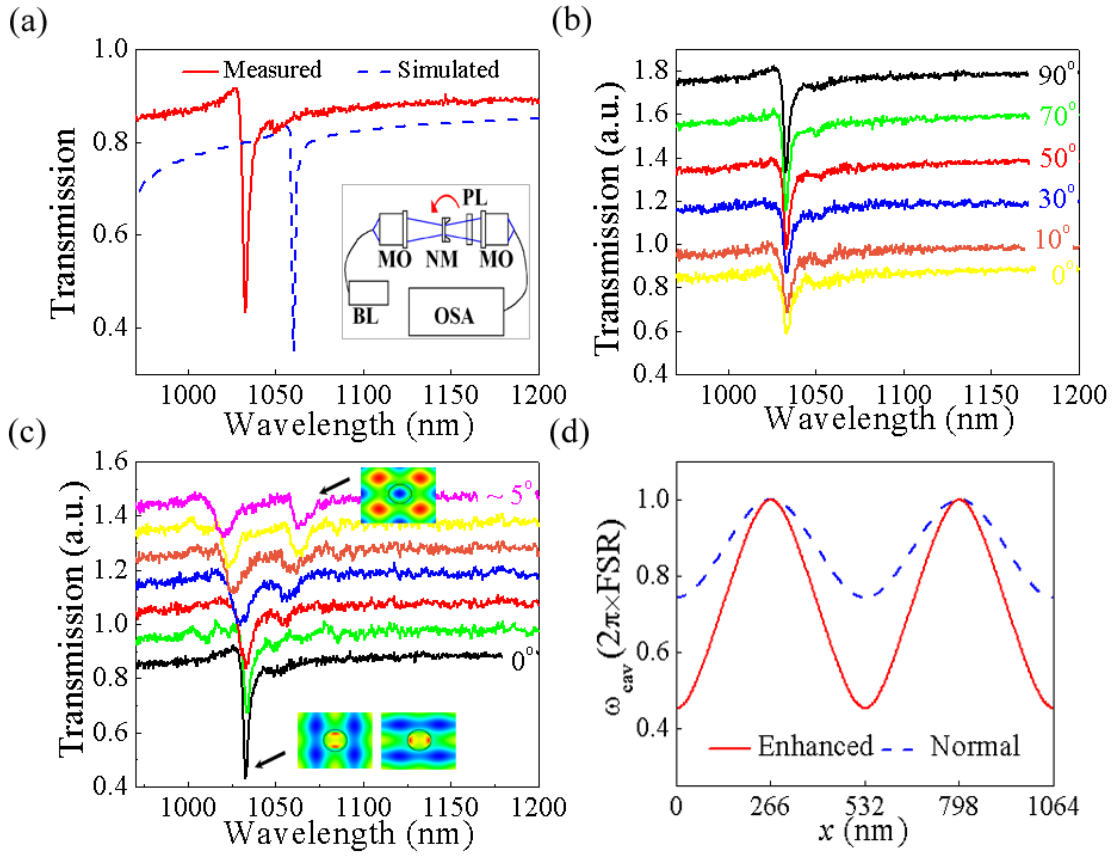 (a)
Transmission
1.0
0.8
0.6
0.4
Measured
Simulated
PL
MO
NM
MO
BL
OSA
1000
1050
1100
1150
1200
Wavelength (nm)
(b)
Transmission (a.u.)
1.8
1.6
1.4
1.2
1.0
0.8
0.6
0.4
90°
70°
50°
30°
10°
0°
1000
1050
1100
1150
1200
Wavelength (nm)
(c)
Transmission (a.u.)
1.6
1.4
1.2
1.0
0.8
0.6
0.4
~ 5°
0°
1000
1050
1100
1150
1200
Wavelength (nm)
(d)
ω_cav (2π×FSR)
1.0
0.8
0.6
0.4
Enhanced
Normal
0
266
532
798
1064
x (nm)